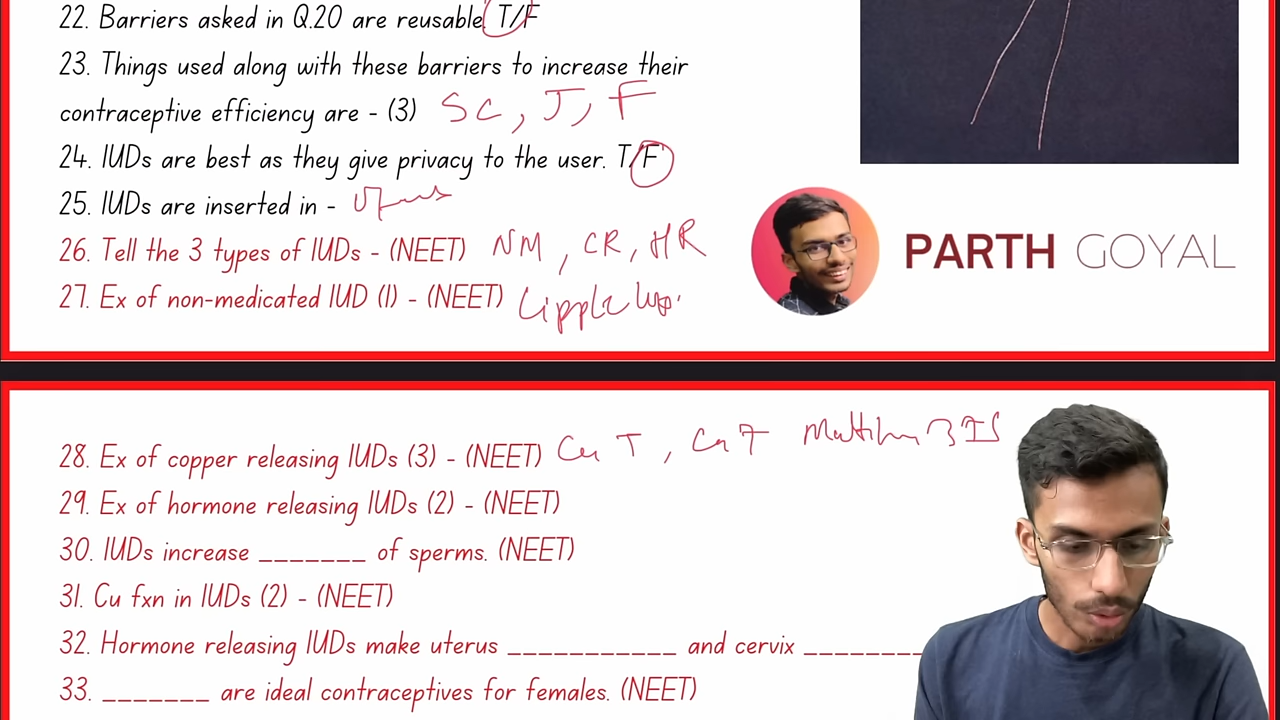 22. Barriers asked in Q.20 are reusable. T/F
23. Things used along with these barriers to increase their
contraceptive efficiency are - (3) SC, J, F
24. IUDs are best as they give privacy to the user. T/F
25. IUDs are inserted in -
26. Tell the 3 types of IUDs - (NEET) NM, CR, HR
27. Ex of non-medicated IUD (1) - (NEET)
PARTH GOYAL
28. Ex of copper releasing IUDs (3) - (NEET) Cu T, Cu 7
29. Ex of hormone releasing IUDs (2) - (NEET)
30. IUDs increase _______ of sperms. (NEET)
31. Cu fxn in IUDs (2) - (NEET)
32. Hormone releasing IUDs make uterus ___________ and cervix ________
33. _______ are ideal contraceptives for females. (NEET)